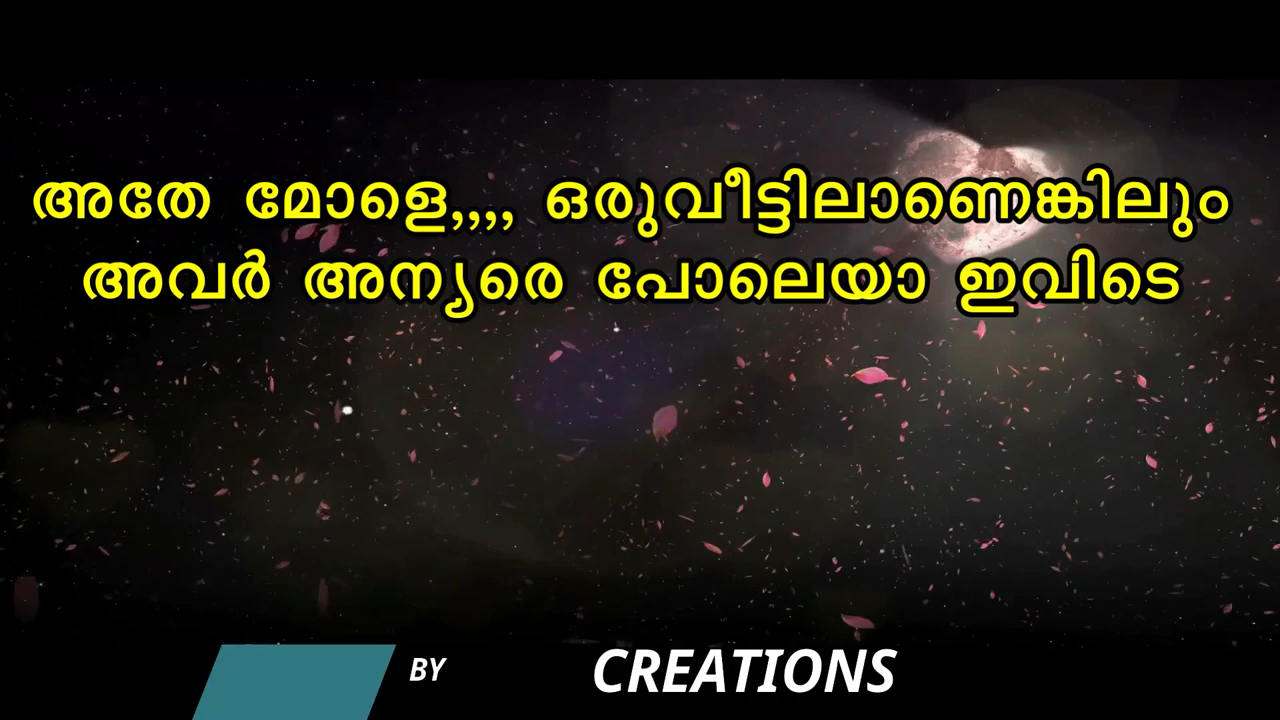 അതേ മോളെ,,,, ഒരുവീട്ടിലാണെങ്കിലും
അവർ അന്യരെ പോലെയാ ഇവിടെ
BY CREATIONS